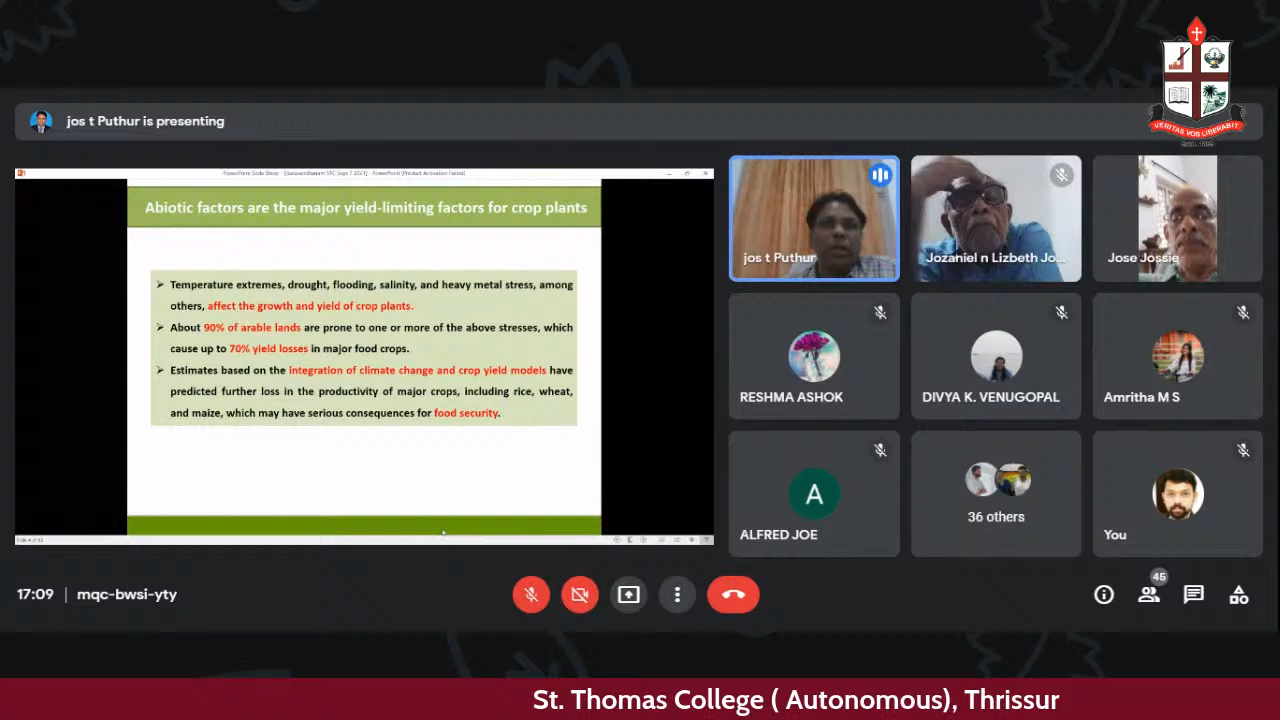 VERITAS VOS LIBERABIT
jos t Puthur is presenting
Abiotic factors are the major yield-limiting factors for crop plants
➢ Temperature extremes, drought, flooding, salinity, and heavy metal stress, among
others, affect the growth and yield of crop plants.
➢ About 90% of arable lands are prone to one or more of the above stresses, which
cause up to 70% yield losses in major food crops.
➢ Estimates based on the integration of climate change and crop yield models have
predicted further loss in the productivity of major crops, including rice, wheat,
and maize, which may have serious consequences for food security.
jos t Puthur
Jozaniel n Lizbeth Jo...
Jose Jossie
RESHMA ASHOK
DIVYA K. VENUGOPAL
Amritha M S
A
ALFRED JOE
36 others
You
17:09 | mqc-bwsi-yty
45
St. Thomas College ( Autonomous), Thrissur